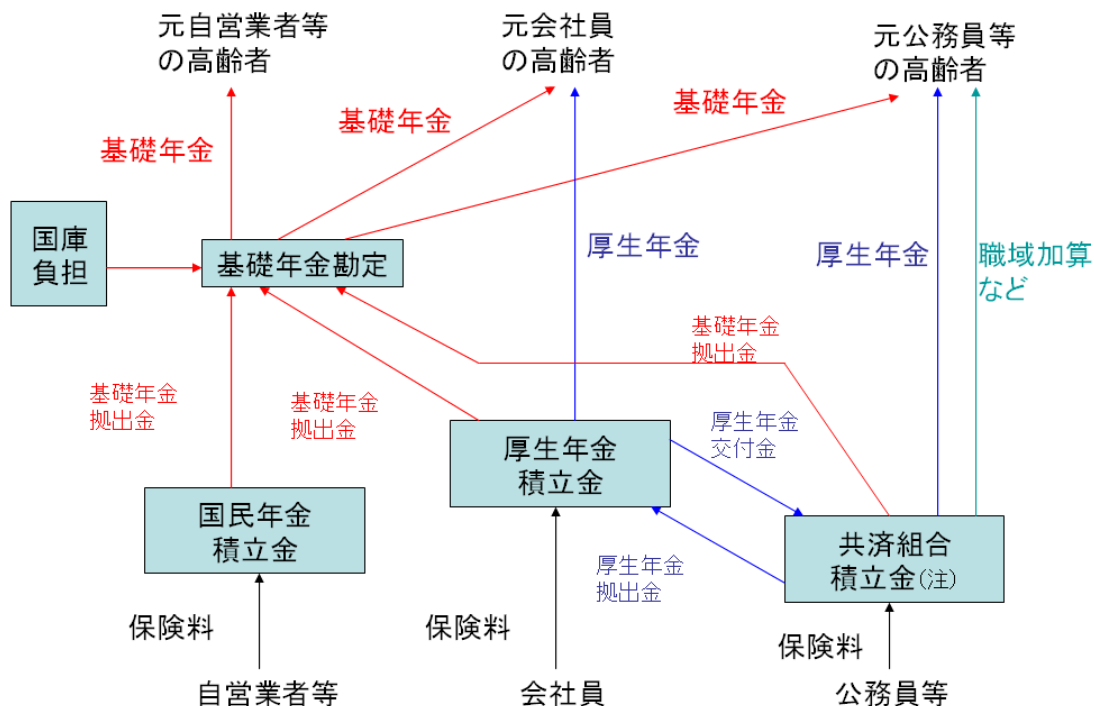 元自営業者等
の高齢者
元会社員
の高齢者
元公務員等
の高齢者
基礎年金
基礎年金
基礎年金
国庫
負担
基礎年金勘定
厚生年金
厚生年金
職域加算
など
基礎年金
拠出金
基礎年金
拠出金
基礎年金
拠出金
厚生年金
積立金
厚生年金
交付金
国民年金
積立金
共済組合
積立金(注)
厚生年金
拠出金
保険料
保険料
保険料
自営業者等
会社員
公務員等